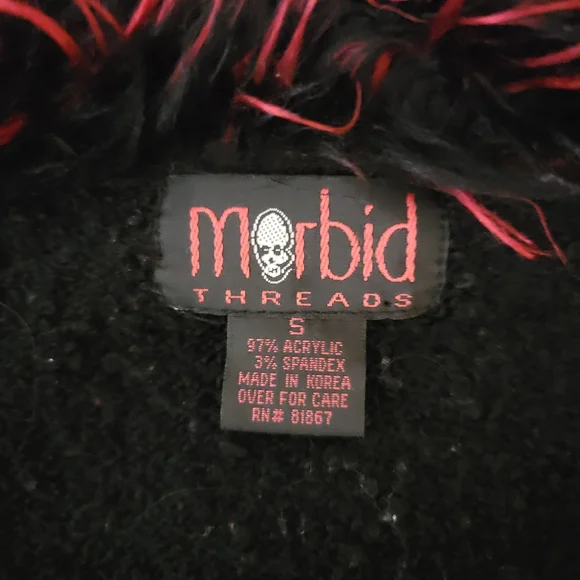 Morbid
THREADS
S
97% ACRYLIC
3% SPANDEX
MADE IN KOREA
OVER FOR CARE
RN# 81867